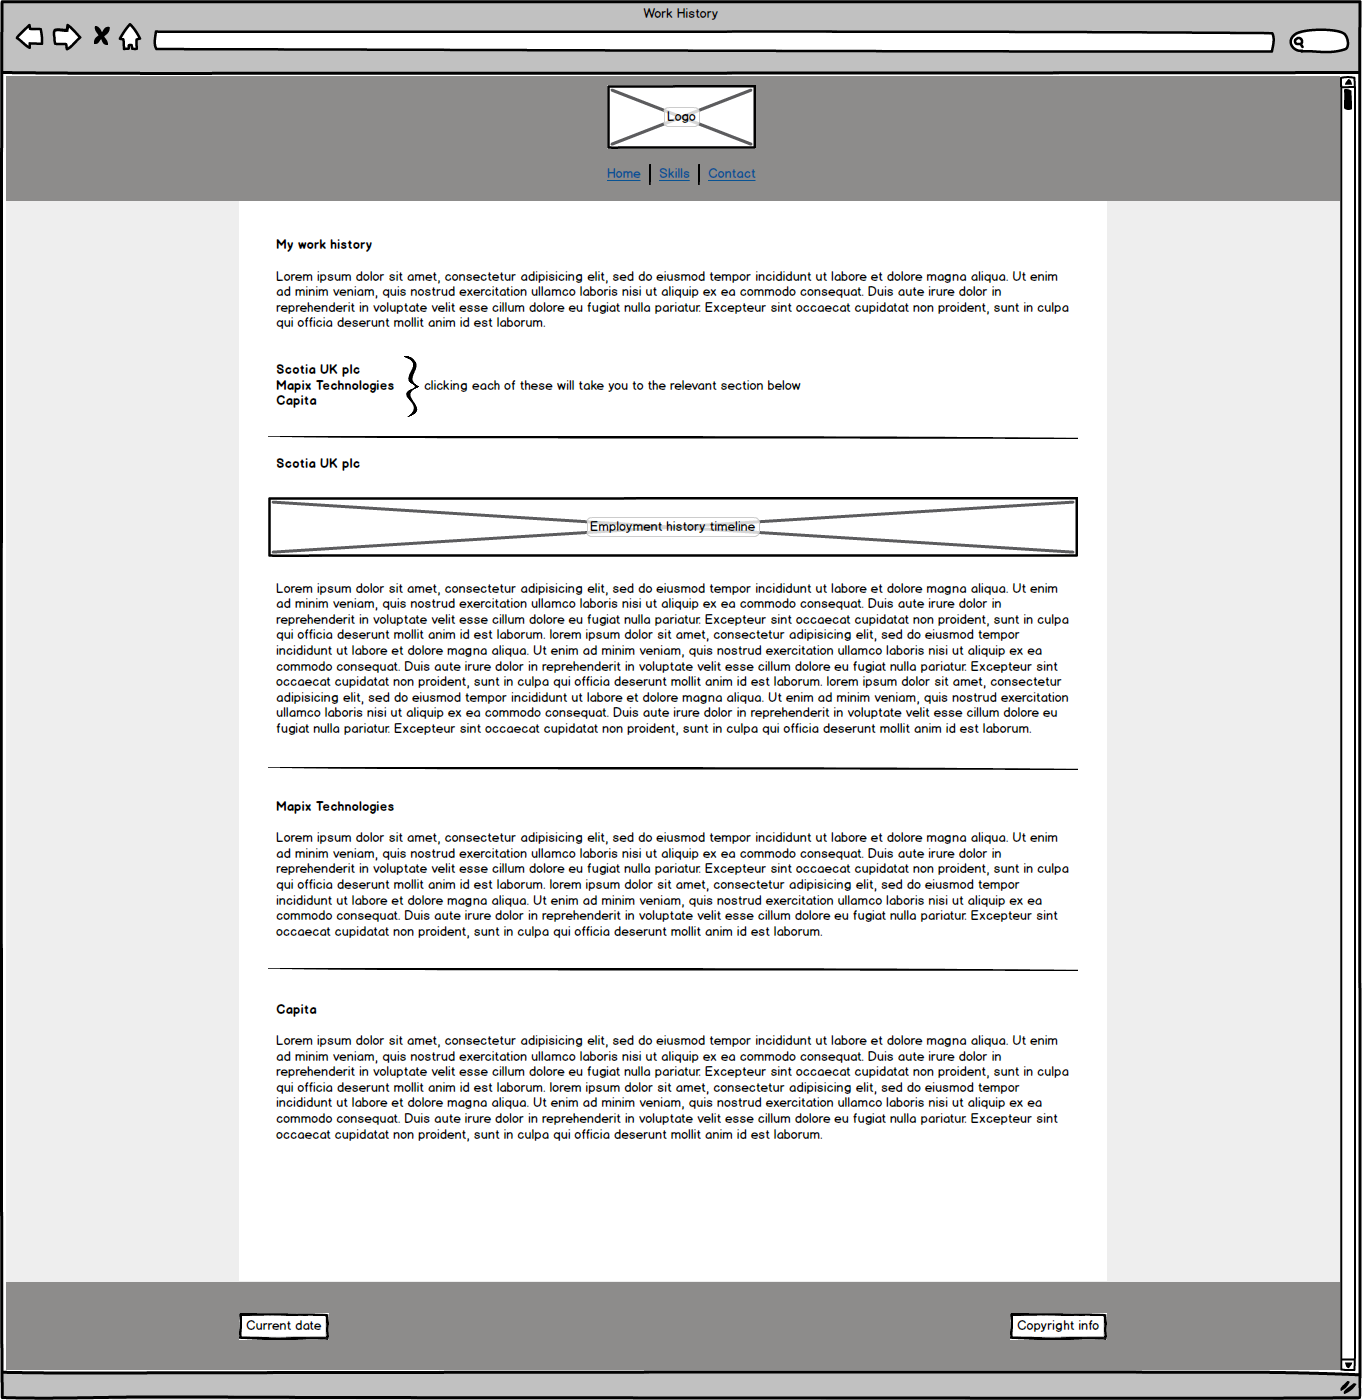 Work History
Logo
Home Skills Contact
My work history
Lorem ipsum dolor sit amet, consectetur adipisicing elit, sed do eiusmod tempor incididunt ut labore et dolore magna aliqua. Ut enim
ad minim veniam, quis nostrud exercitation ullamco laboris nisi ut aliquip ex ea commodo consequat. Duis aute irure dolor in
reprehenderit in voluptate velit esse cillum dolore eu fugiat nulla pariatur. Excepteur sint occaecat cupidatat non proident, sunt in culpa
qui officia deserunt mollit anim id est laborum.
Scotia UK plc
Mapix Technologies
Capita
clicking each of these will take you to the relevant section below
Scotia UK plc
Employment history timeline
Lorem ipsum dolor sit amet, consectetur adipisicing elit, sed do eiusmod tempor incididunt ut labore et dolore magna aliqua. Ut enim
ad minim veniam, quis nostrud exercitation ullamco laboris nisi ut aliquip ex ea commodo consequat. Duis aute irure dolor in
reprehenderit in voluptate velit esse cillum dolore eu fugiat nulla pariatur. Excepteur sint occaecat cupidatat non proident, sunt in culpa
qui officia deserunt mollit anim id est laborum. lorem ipsum dolor sit amet, consectetur adipisicing elit, sed do eiusmod tempor
incididunt ut labore et dolore magna aliqua. Ut enim ad minim veniam, quis nostrud exercitation ullamco laboris nisi ut aliquip ex ea
commodo consequat. Duis aute irure dolor in reprehenderit in voluptate velit esse cillum dolore eu fugiat nulla pariatur. Excepteur sint
occaecat cupidatat non proident, sunt in culpa qui officia deserunt mollit anim id est laborum. lorem ipsum dolor sit amet, consectetur
adipisicing elit, sed do eiusmod tempor incididunt ut labore et dolore magna aliqua. Ut enim ad minim veniam, quis nostrud exercitation
ullamco laboris nisi ut aliquip ex ea commodo consequat. Duis aute irure dolor in reprehenderit in voluptate velit esse cillum dolore eu
fugiat nulla pariatur. Excepteur sint occaecat cupidatat non proident, sunt in culpa qui officia deserunt mollit anim id est laborum.
Mapix Technologies
Lorem ipsum dolor sit amet, consectetur adipisicing elit, sed do eiusmod tempor incididunt ut labore et dolore magna aliqua. Ut enim
ad minim veniam, quis nostrud exercitation ullamco laboris nisi ut aliquip ex ea commodo consequat. Duis aute irure dolor in
reprehenderit in voluptate velit esse cillum dolore eu fugiat nulla pariatur. Excepteur sint occaecat cupidatat non proident, sunt in culpa
qui officia deserunt mollit anim id est laborum. lorem ipsum dolor sit amet, consectetur adipisicing elit, sed do eiusmod tempor
incididunt ut labore et dolore magna aliqua. Ut enim ad minim veniam, quis nostrud exercitation ullamco laboris nisi ut aliquip ex ea
commodo consequat. Duis aute irure dolor in reprehenderit in voluptate velit esse cillum dolore eu fugiat nulla pariatur. Excepteur sint
occaecat cupidatat non proident, sunt in culpa qui officia deserunt mollit anim id est laborum.
Capita
Lorem ipsum dolor sit amet, consectetur adipisicing elit, sed do eiusmod tempor incididunt ut labore et dolore magna aliqua. Ut enim
ad minim veniam, quis nostrud exercitation ullamco laboris nisi ut aliquip ex ea commodo consequat. Duis aute irure dolor in
reprehenderit in voluptate velit esse cillum dolore eu fugiat nulla pariatur. Excepteur sint occaecat cupidatat non proident, sunt in culpa
qui officia deserunt mollit anim id est laborum. lorem ipsum dolor sit amet, consectetur adipisicing elit, sed do eiusmod tempor
incididunt ut labore et dolore magna aliqua. Ut enim ad minim veniam, quis nostrud exercitation ullamco laboris nisi ut aliquip ex ea
commodo consequat. Duis aute irure dolor in reprehenderit in voluptate velit esse cillum dolore eu fugiat nulla pariatur. Excepteur sint
occaecat cupidatat non proident, sunt in culpa qui officia deserunt mollit anim id est laborum.
Current date
Copyright info